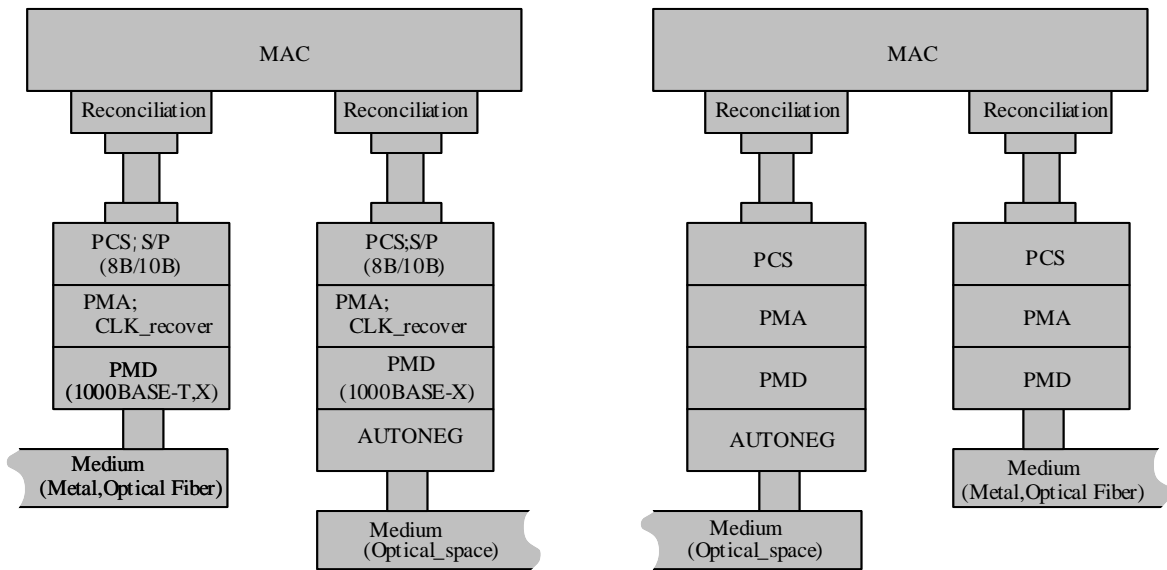 MAC
MAC
Reconciliation
Reconciliation
Reconciliation
Reconciliation
PCS; S/P
(8B/10B)
PCS;S/P
(8B/10B)
PCS
PCS
PMA;
CLK_recover
PMA;
CLK_recover
PMA
PMA
PMD
(1000BASE-T,X)
PMD
(1000BASE-X)
PMD
PMD
AUTONEG
AUTONEG
Medium
(Metal,Optical Fiber)
Medium
(Metal,Optical Fiber)
Medium
(Optical_space)
Medium
(Optical_space)